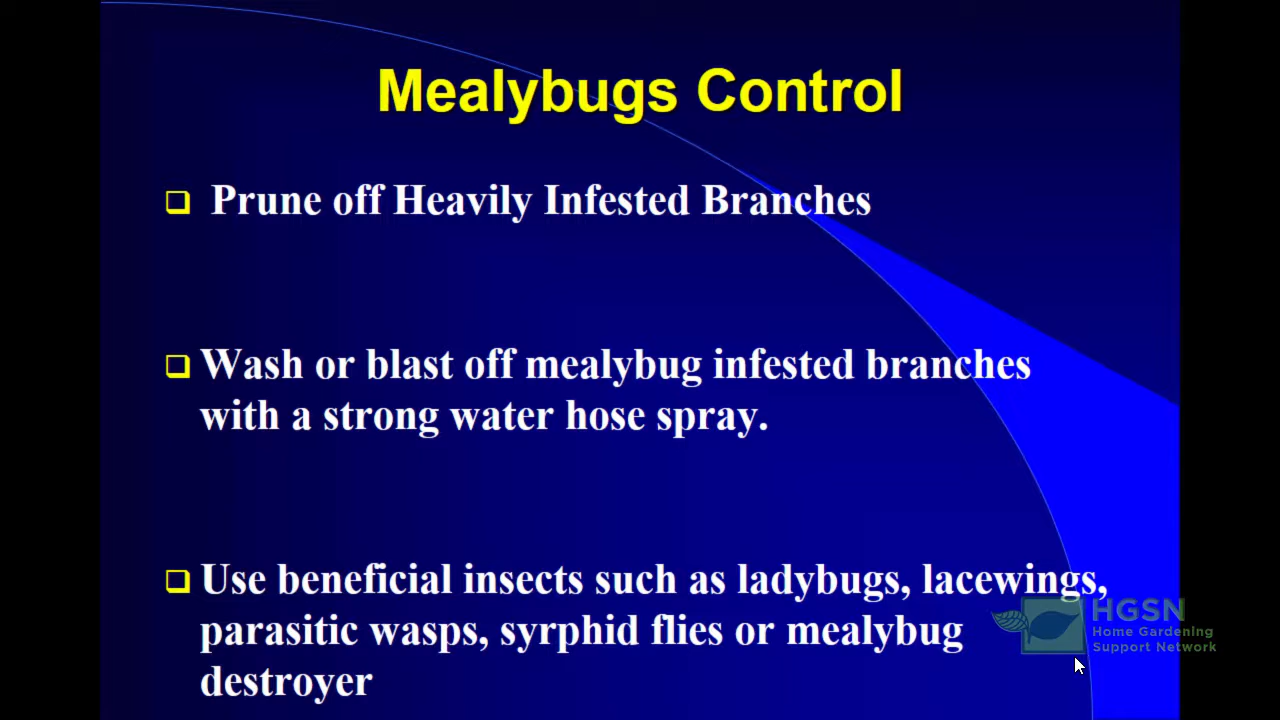 Mealybugs Control
Prune off Heavily Infested Branches
Wash or blast off mealybug infested branches
with a strong water hose spray.
Use beneficial insects such as ladybugs, lacewings,
parasitic wasps, syrphid flies or mealybug
destroyer
HGSN
Home Gardening
Support Network